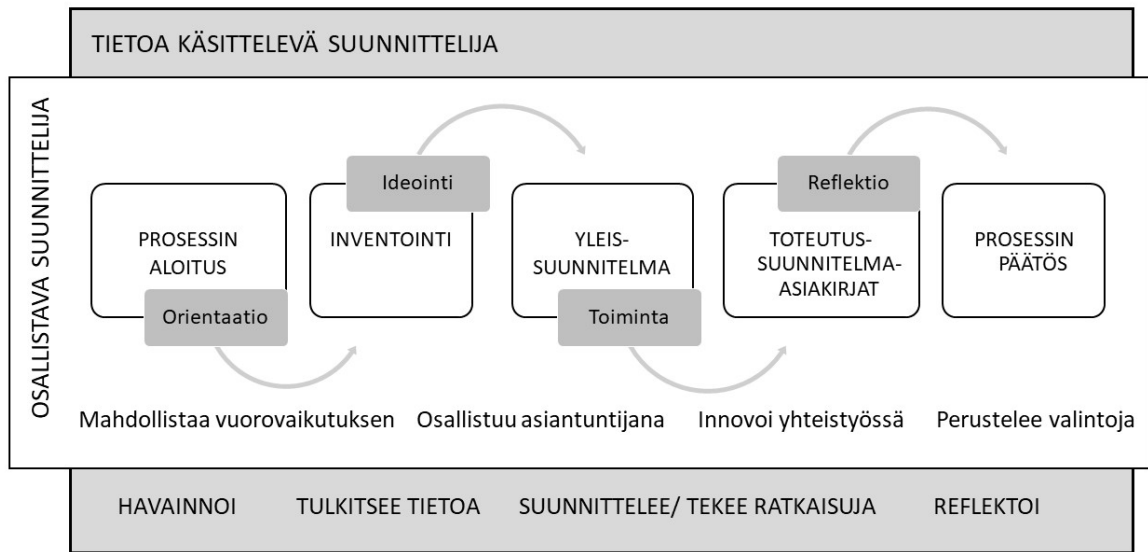 TIETOA KÄSITTELEVÄ SUUNNITTELIJA
OSALLISTAVA SUUNNITTELIJA
PROSESSIN
ALOITUS
Orientaatio
Ideointi
INVENTOINTI
YLEIS-
SUUNNITELMA
Toiminta
Reflektio
TOTEUTUS-
SUUNNITELMA-
ASIAKIRJAT
PROSESSIN
PÄÄTÖS
Mahdollistaa vuorovaikutuksen Osallistuu asiantuntijana Innovoi yhteistyössä Perustelee valintoja
HAVAINNOI TULKITSEE TIETOA SUUNNITTELEE/ TEKEE RATKAISUJA REFLEKTOI